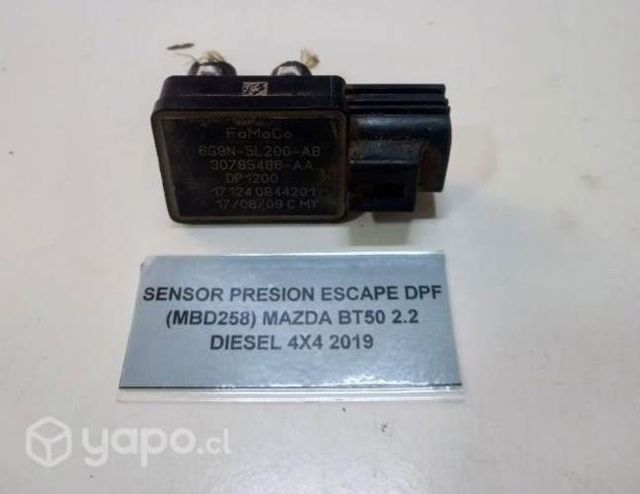 FoMoCo
6G9N-5L200-AB
30785486-AA
DP1200
17124 0844201
17/06/09 C MY
SENSOR PRESION ESCAPE DPF
(MBD258) MAZDA BT50 2.2
DIESEL 4X4 2019
yapo.cl